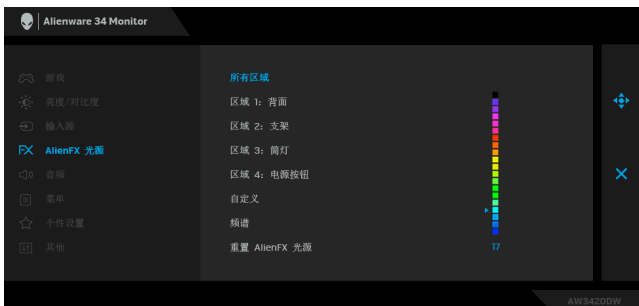 Alienware 34 Monitor
游戏
亮度/对比度
输入源
AlienFX 光源
音频
菜单
个性设置
其他
所有区域
区域 1: 背面
区域 2: 支架
区域 3: 筒灯
区域 4: 电源按钮
自定义
频谱
重置 AlienFX 光源
17
AW3420DW